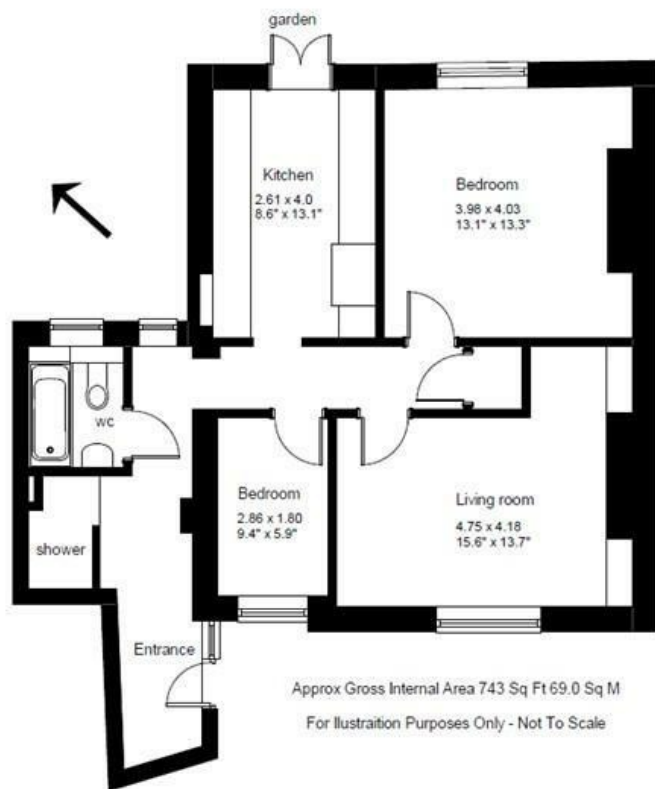 garden
Kitchen
2.61 x 4.0
8.6" x 13.1"
Bedroom
3.98 x 4.03
13.1" x 13.3"
wc
Bedroom
2.86 x 1.80
9.4" x 5.9"
Living room
4.75 x 4.18
15.6" x 13.7"
shower
Entrance
Approx Gross Internal Area 743 Sq Ft 69.0 Sq M
For Ilustraition Purposes Only - Not To Scale